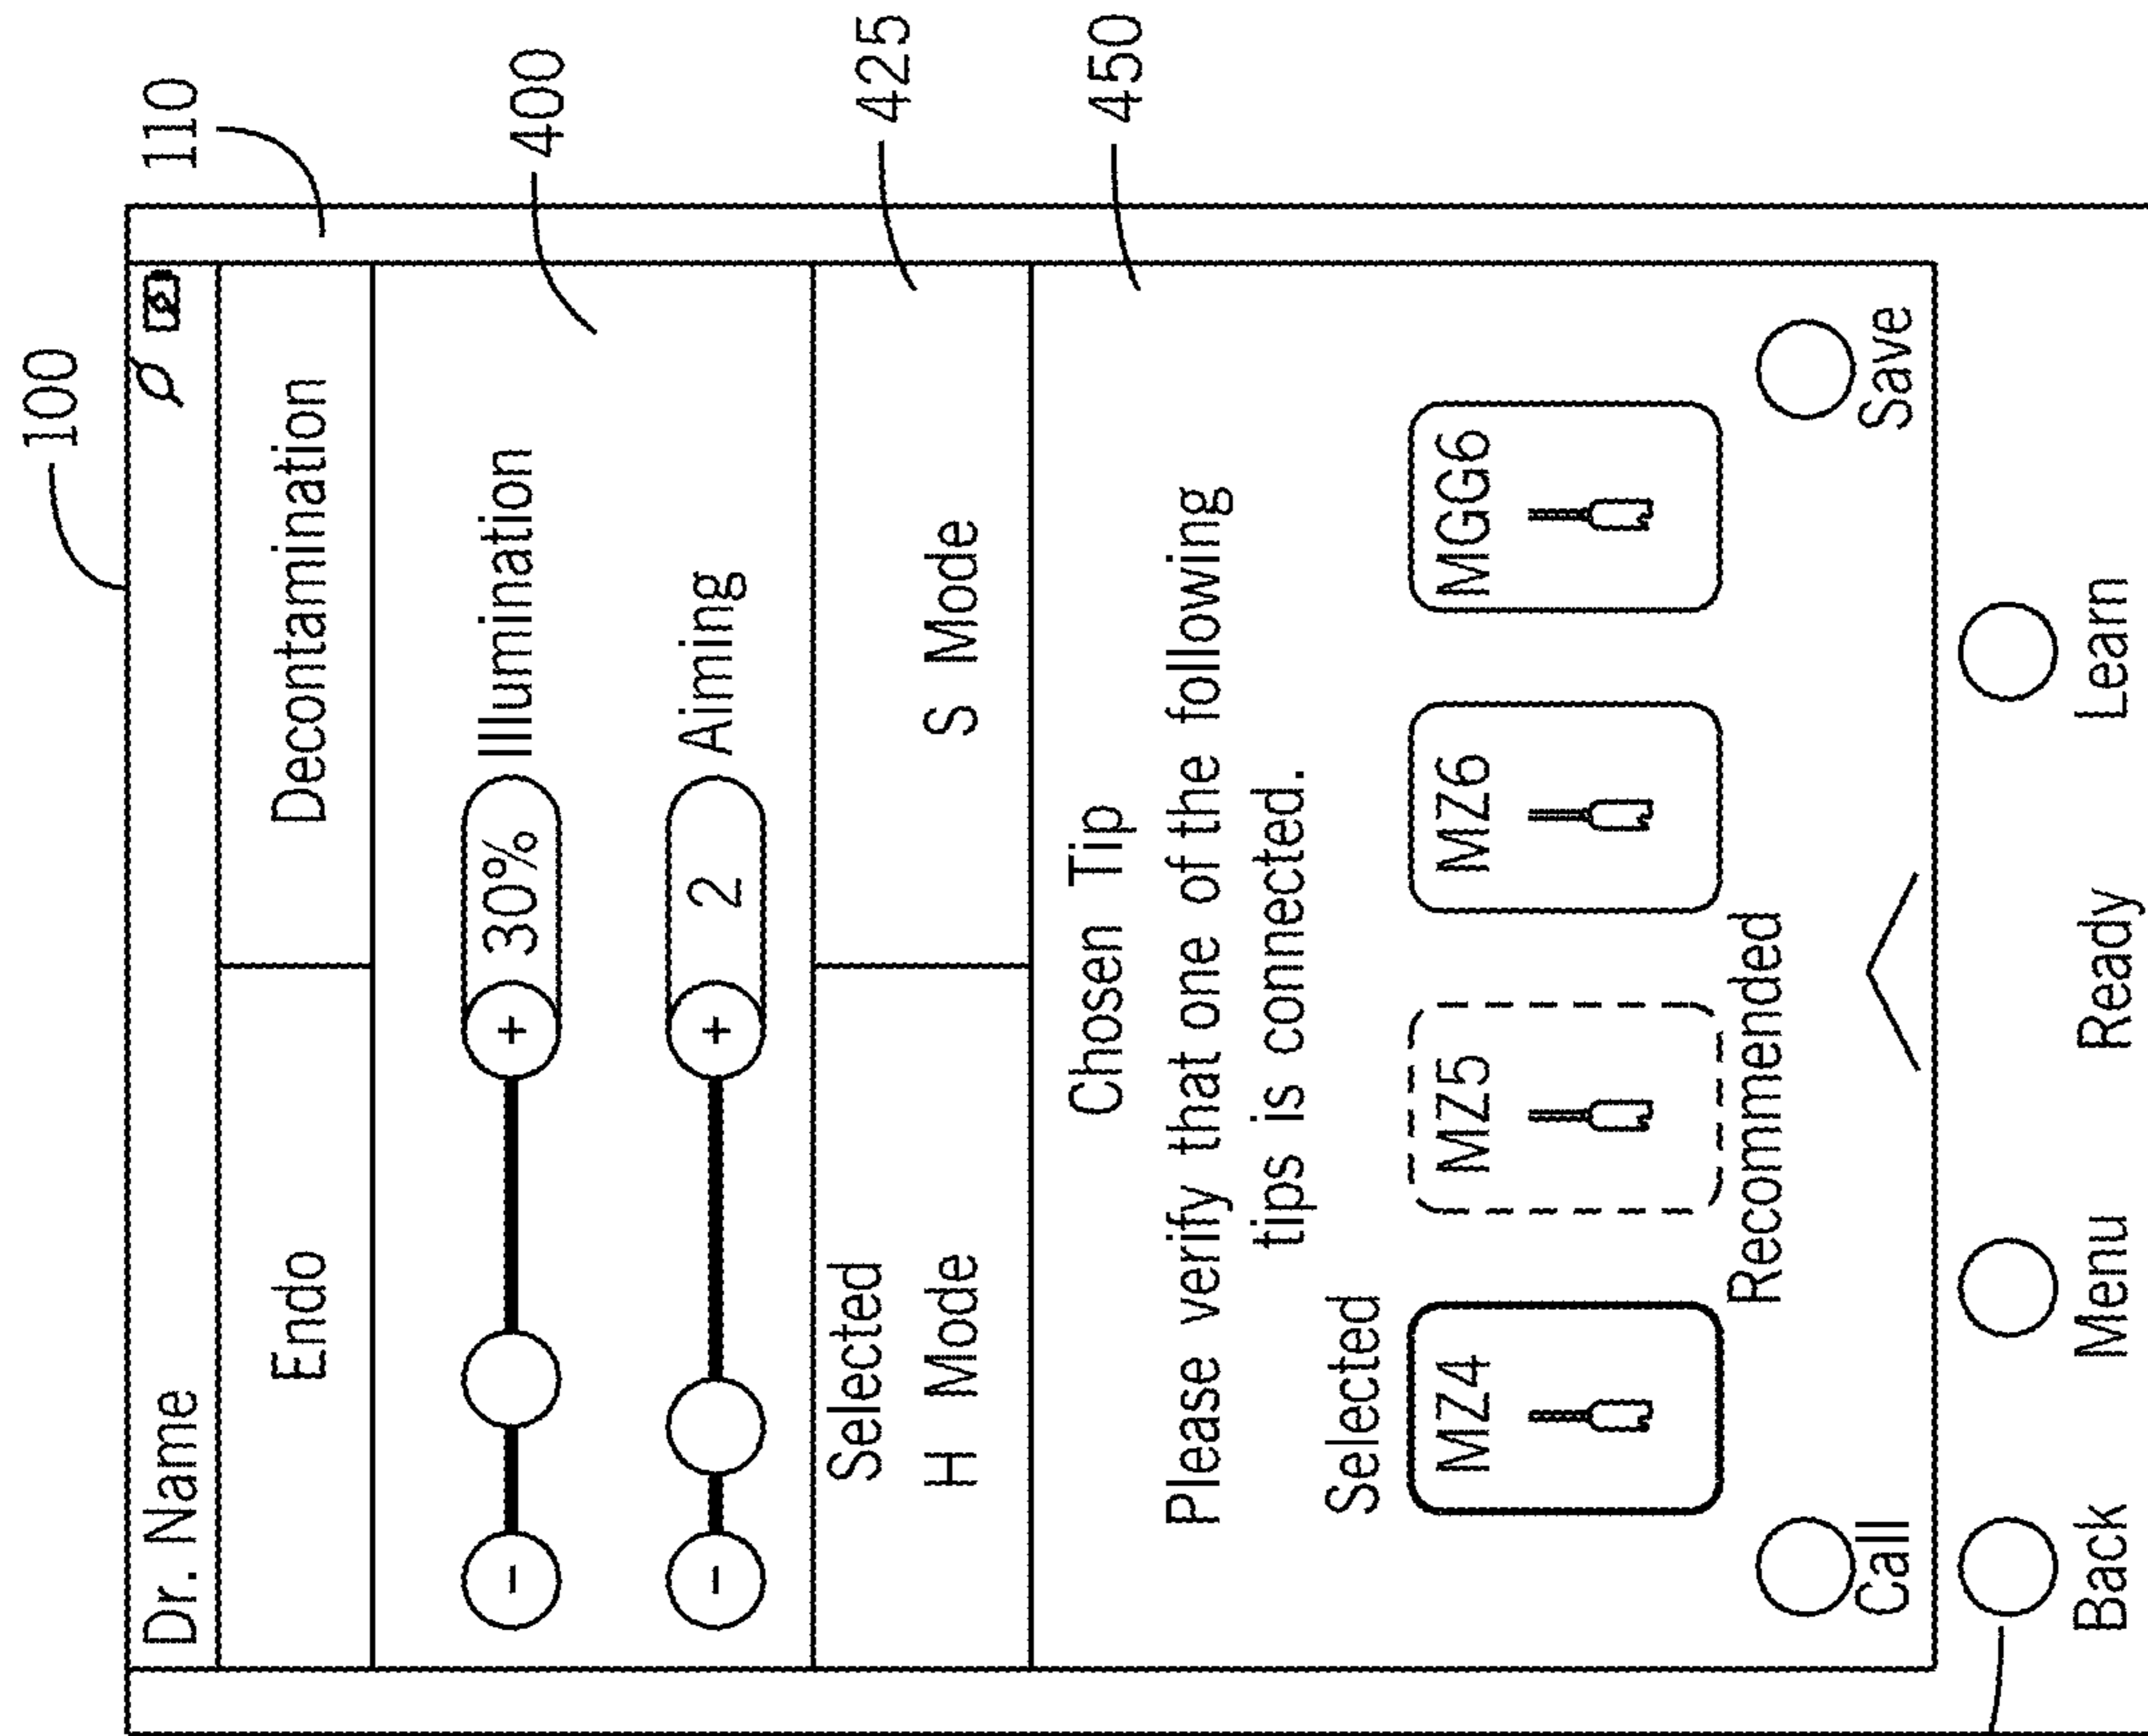 100
110
Dr. Name
Endo Decontamination
- + 30% Illumination
400
- + 2 Aiming
Selected
H Mode S Mode
425
Chosen Tip
450
Please verify that one of the following
tips is connected.
Selected
MZ4 MZ5 MZ6 MGG6
Recommended
Call Save
Back Menu Ready Learn